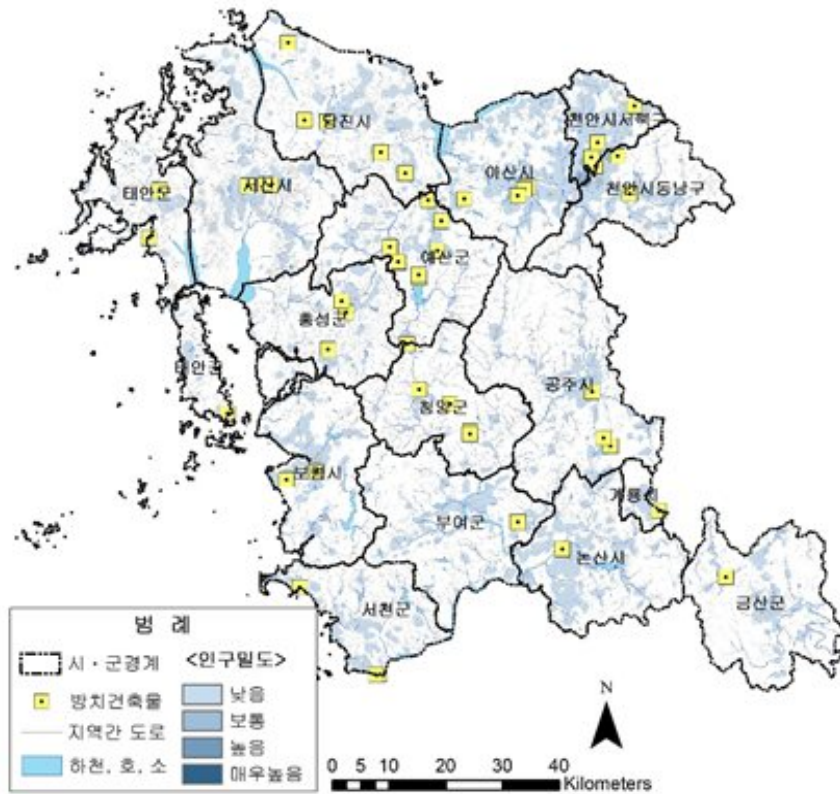 당진시
천안시서북구
아산시
천안시동남구
태안군
서산시
예산군
홍성군
태안군
청양군
공주시
보령시
계룡시
부여군
논산시
서천군
금산군
범 례
시·군경계
<인구밀도>
방치건축물
낮음
보통
지역간 도로
높음
하천, 호, 소
매우높음
N
0 5 10 20 30 40
Kilometers